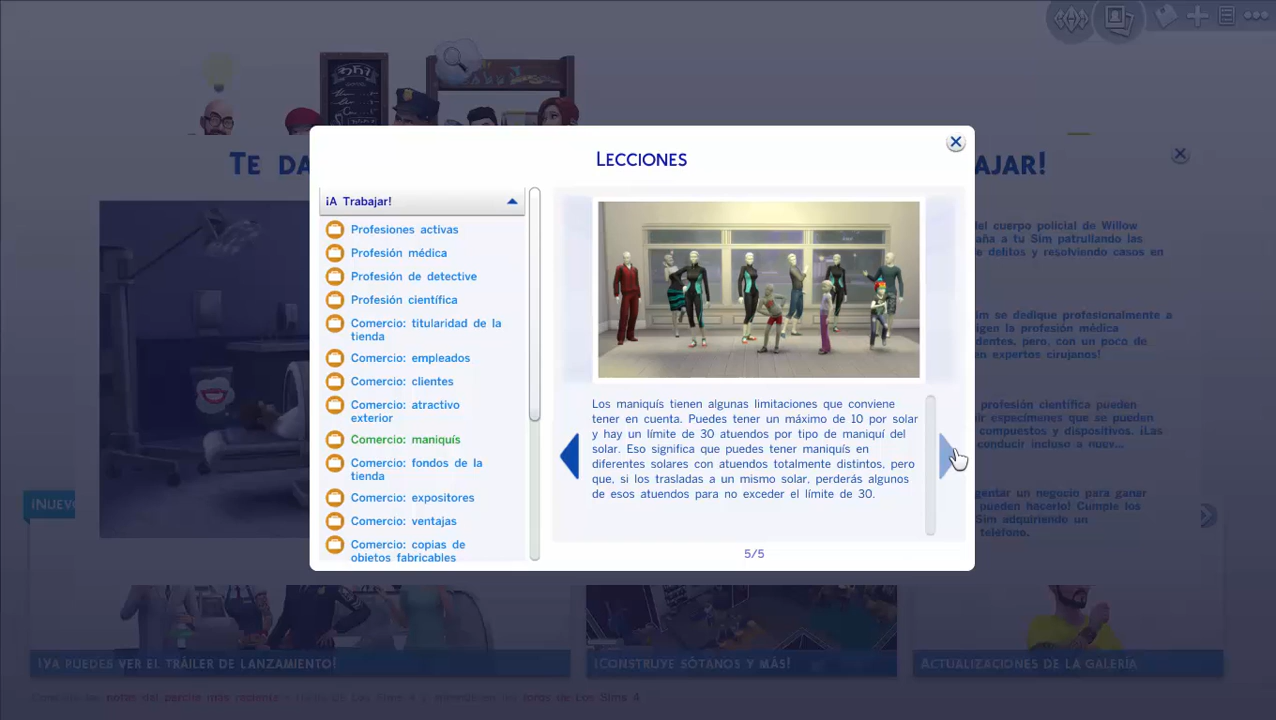 TE DA
AJAR!
LECCIONES
¡A Trabajar!
Profesiones activas
Profesión médica
Profesión de detective
Profesión científica
Comercio: titularidad de la
tienda
Comercio: empleados
Comercio: clientes
Comercio: atractivo
exterior
Comercio: maniquís
Comercio: fondos de la
tienda
Comercio: expositores
Comercio: ventajas
Comercio: copias de
objetos fabricables
Los maniquís tienen algunas limitaciones que conviene
tener en cuenta. Puedes tener un máximo de 10 por solar
y hay un límite de 30 atuendos por tipo de maniquí del
solar. Eso significa que puedes tener maniquís en
diferentes solares con atuendos totalmente distintos, pero
que, si los trasladas a un mismo solar, perderás algunos
de esos atuendos para no exceder el límite de 30.
5/5
del cuerpo policial de Willow
aña a tu Sim patrullando las
e delitos y resolviendo casos en
im se dedique profesionalmente a
igen la profesión médica
dentes, pero, con un poco de
en expertos cirujanos!
profesión científica pueden
ir especímenes que se pueden
compuestos y dispositivos. ¡Las
conducir incluso a nuev...
entar un negocio para ganar
pueden hacerlo! Cumple los
Sim adquiriendo un
teléfono.
¡NUEVO
¡YA PUEDES VER EL TRÁILER DE LANZAMIENTO!
¡CONSTRUYE SÓTANOS Y MÁS!
ACTUALIZACIONES DE LA GALERÍA
notas del parche más reciente
foros de Los Sims 4